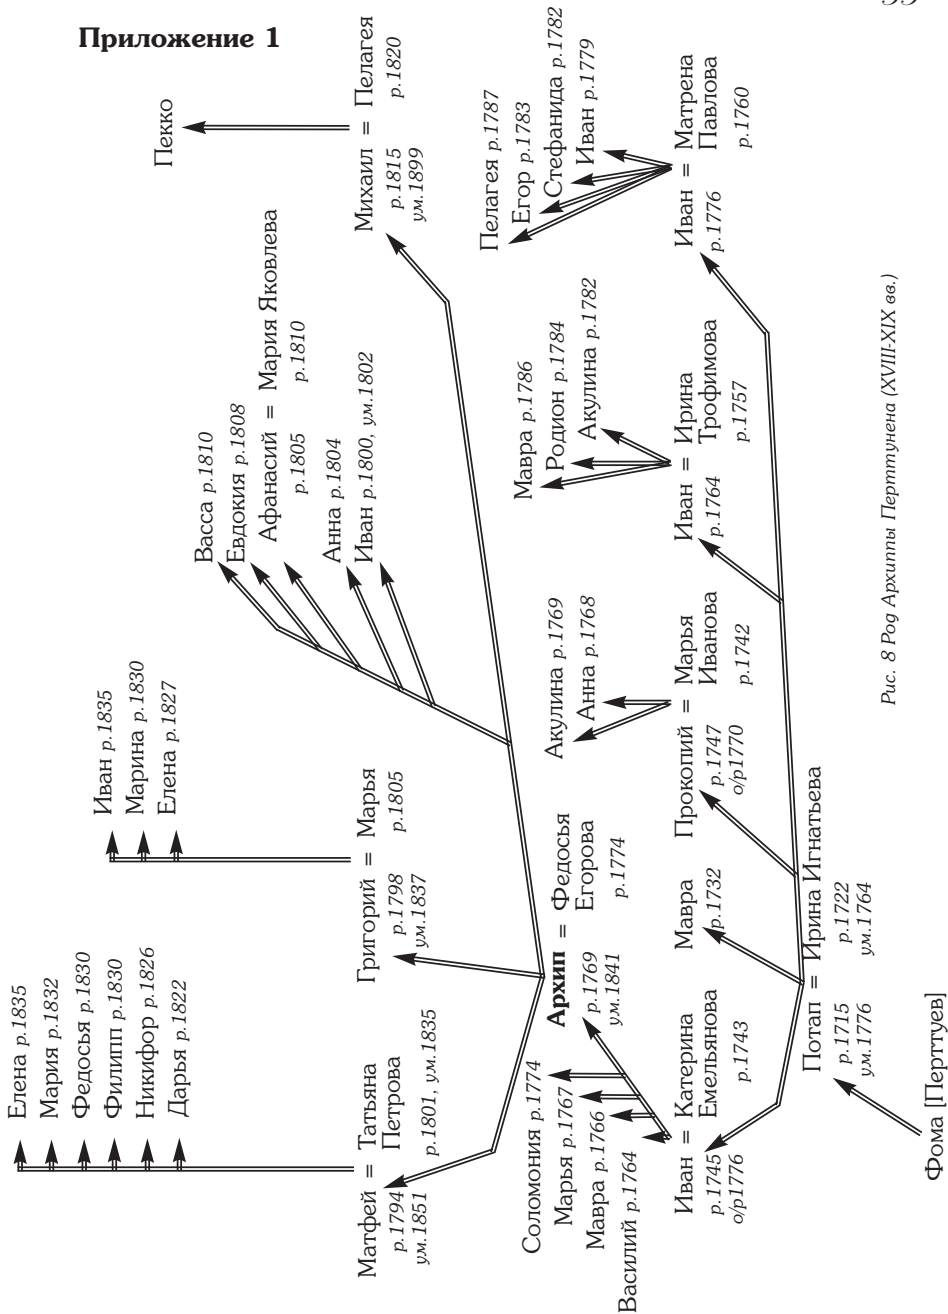 Приложение 1
Пекко
Михаил = Пелагея
р.1815
ум.1899
р.1820
Васса р.1810
Евдокия р.1808
Афанасий = Мария Яковлева
р.1805
р.1810
Анна р.1804
Иван р.1800, ум.1802
Иван р.1835
Марина р.1830
Елена р.1827
Григорий = Марья
р.1798
ум.1837
р.1805
Елена р.1835
Мария р.1832
Федосья р.1830
Филипп р.1830
Никифор р.1826
Дарья р.1822
Матфей = Татьяна
Петрова
р.1794
ум.1851
р.1801, ум.1835
Архип = Федосья
Егорова
р.1769
ум.1841
р.1774
Соломония р.1774
Марья р.1767
Мавра р.1766
Василий р.1764
Иван = Катерина
Емельянова
р.1745
о/р1776
р.1743
Мавра
р.1732
Акулина р.1769
Анна р.1768
Прокопий = Марья
Иванова
р.1747
о/р1770
р.1742
Мавра р.1786
Родион р.1784
Акулина р.1782
Иван = Ирина
Трофимова
р.1764
р.1757
Пелагея р.1787
Егор р.1783
Стефанида р.1782
Иван р.1779
Иван = Матрена
Павлова
р.1776
р.1760
Потап = Ирина Игнатьева
р.1715
ум.1776
р.1722
ум.1764
Фома [Перттуев]
Рис. 8 Род Архиппы Перттунена (XVIII-XIX вв.)